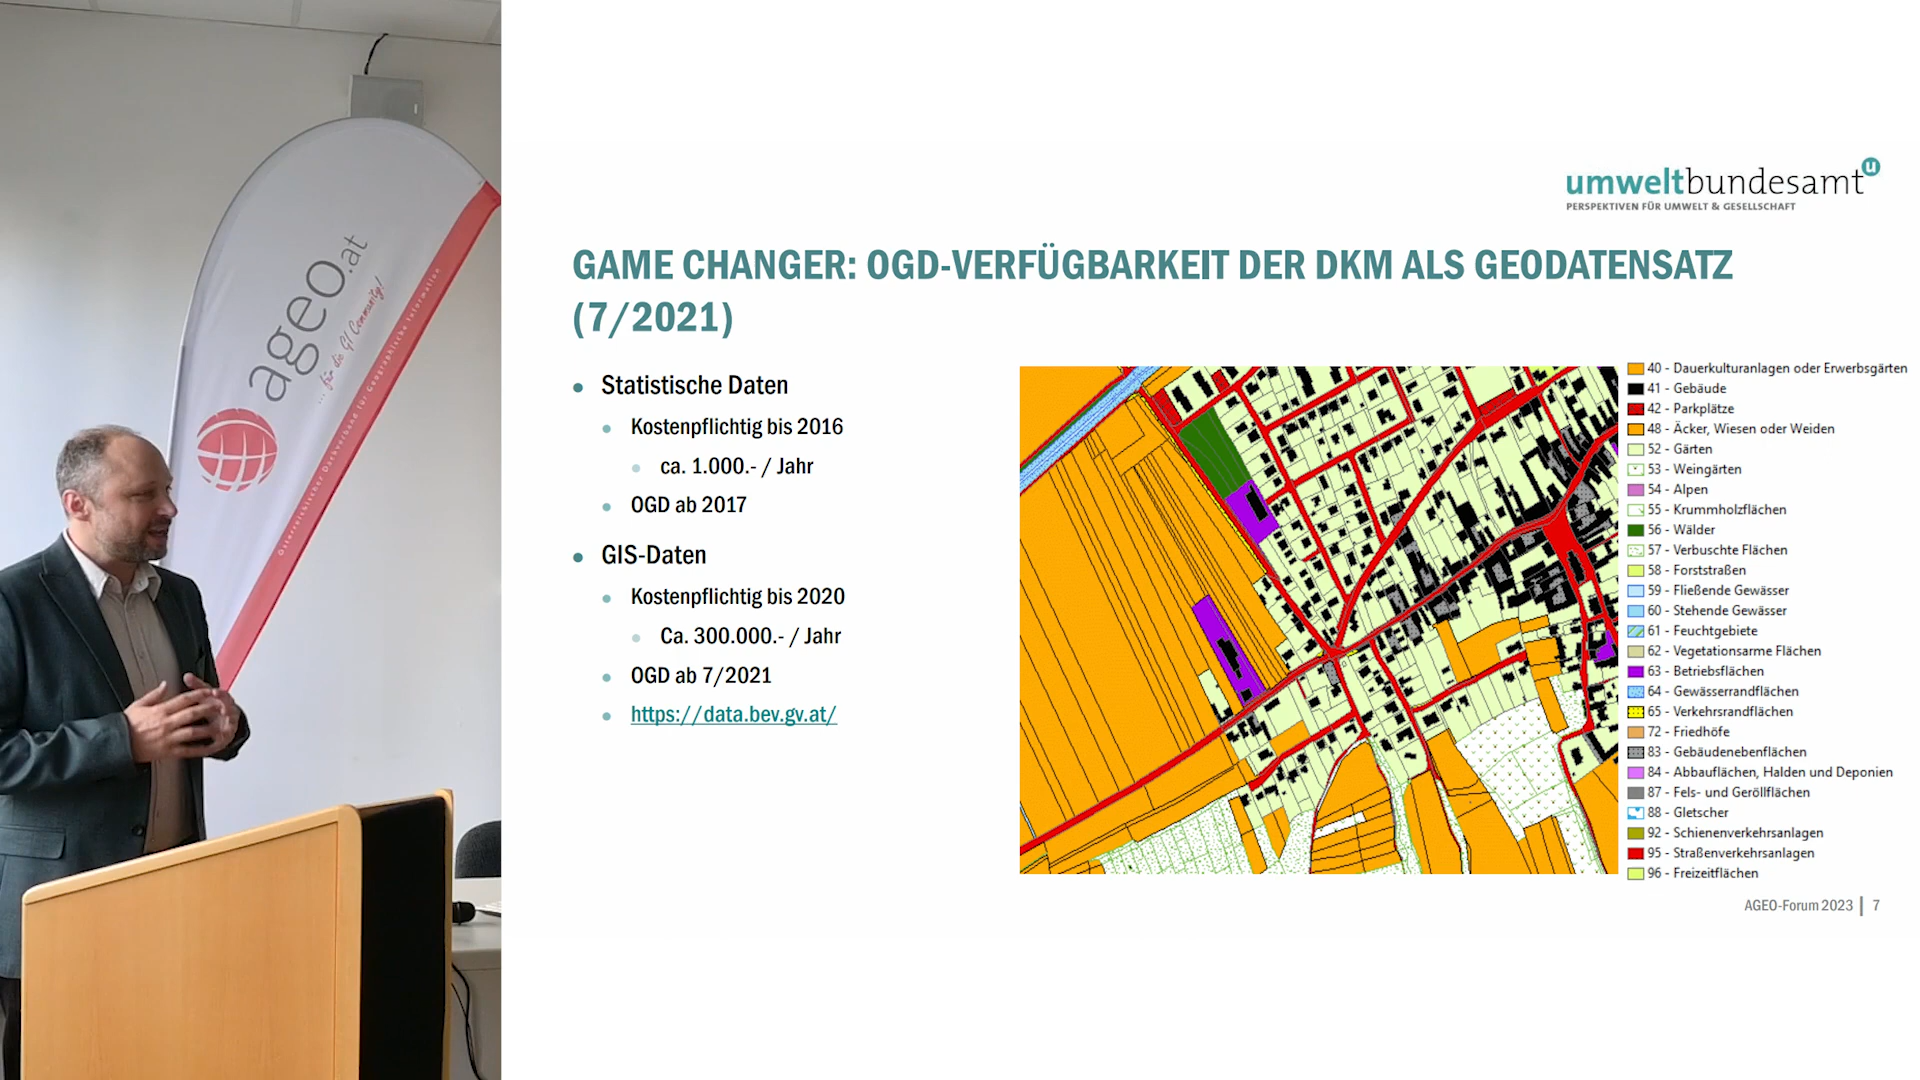 ageo.at
... für die GI Community!
Österreichischer Dachverband für Geographische Information
umweltbundesamt u
PERSPEKTIVEN FÜR UMWELT & GESELLSCHAFT
GAME CHANGER: OGD-VERFÜGBARKEIT DER DKM ALS GEODATENSATZ
(7/2021)
Statistische Daten
Kostenpflichtig bis 2016
ca. 1.000.- / Jahr
OGD ab 2017
GIS-Daten
Kostenpflichtig bis 2020
Ca. 300.000.- / Jahr
OGD ab 7/2021
https://data.bev.gv.at/
40 - Dauerkulturanlagen oder Erwerbsgärten
41 - Gebäude
42 - Parkplätze
48 - Äcker, Wiesen oder Weiden
52 - Gärten
53 - Weingärten
54 - Alpen
55 - Krummholzflächen
56 - Wälder
57 - Verbuschte Flächen
58 - Forststraßen
59 - Fließende Gewässer
60 - Stehende Gewässer
61 - Feuchtgebiete
62 - Vegetationsarme Flächen
63 - Betriebsflächen
64 - Gewässerrandflächen
65 - Verkehrsrandflächen
72 - Friedhöfe
83 - Gebäudenebenflächen
84 - Abbauflächen, Halden und Deponien
87 - Fels- und Geröllflächen
88 - Gletscher
92 - Schienenverkehrsanlagen
95 - Straßenverkehrsanlagen
96 - Freizeitflächen
AGEO-Forum 2023 | 7